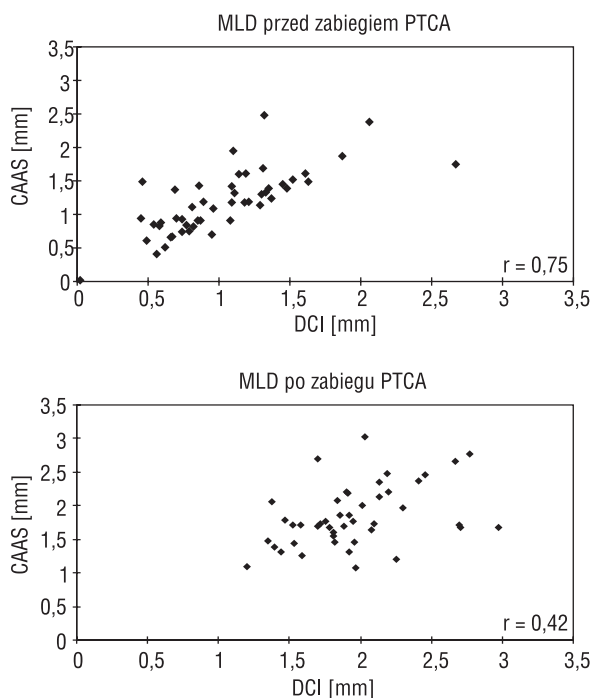 MLD przed zabiegiem PTCA
CAAS [mm]
3,5
3
2,5
2
1,5
1
0,5
0
r = 0,75
0,5 1 1,5 2 2,5 3 3,5
DCI [mm]
MLD po zabiegu PTCA
CAAS [mm]
3,5
3
2,5
2
1,5
1
0,5
0
r = 0,42
0 0,5 1 1,5 2 2,5 3 3,5
DCI [mm]